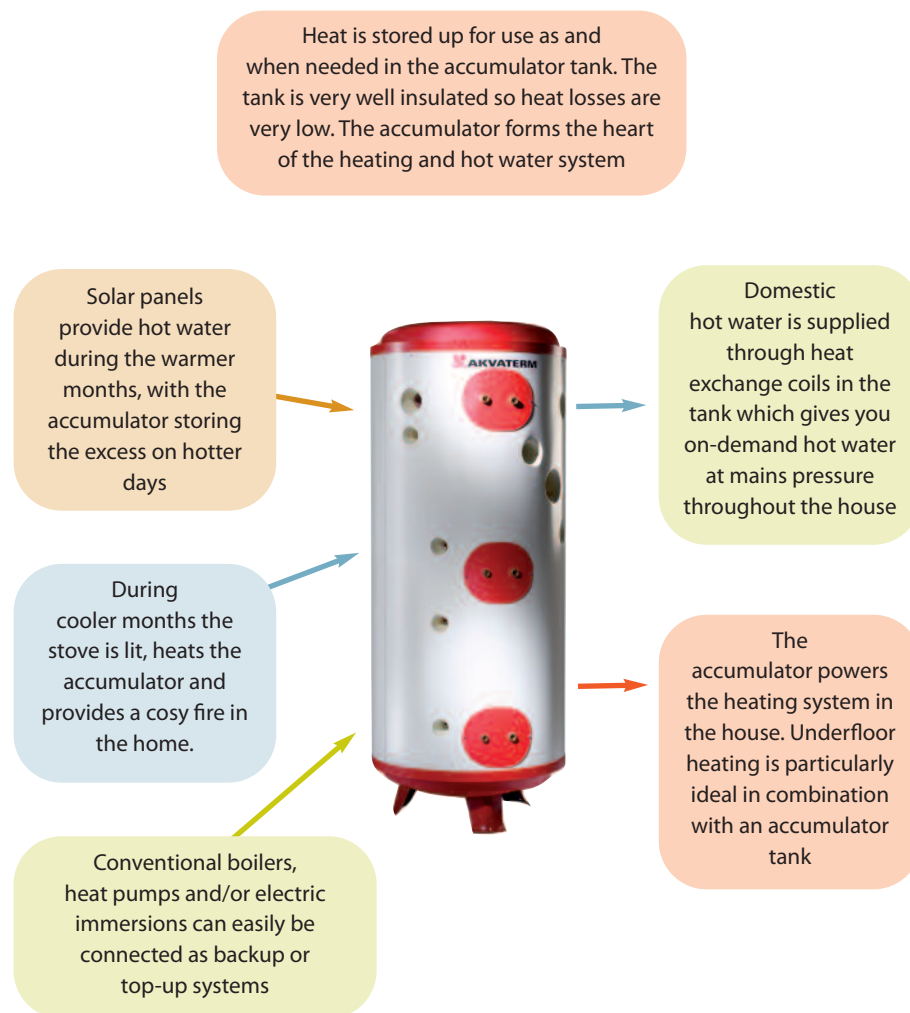 Heat is stored up for use as and
when needed in the accumulator tank. The
tank is very well insulated so heat losses are
very low. The accumulator forms the heart
of the heating and hot water system
Solar panels
provide hot water
during the warmer
months, with the
accumulator storing
the excess on hotter
days
AKVATERM
Domestic
hot water is supplied
through heat
exchange coils in the
tank which gives you
on-demand hot water
at mains pressure
throughout the house
During
cooler months the
stove is lit, heats the
accumulator and
provides a cosy fire in
the home.
The
accumulator powers
the heating system in
the house. Underfloor
heating is particularly
ideal in combination
with an accumulator
tank
Conventional boilers,
heat pumps and/or electric
immersions can easily be
connected as backup or
top-up systems